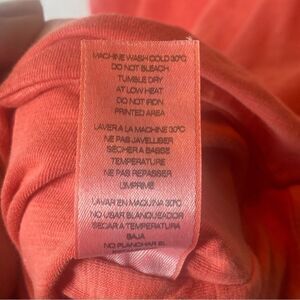 MACHINE WASH COLD 30°C
DO NOT BLEACH
TUMBLE DRY
AT LOW HEAT
DO NOT IRON
PRINTED AREA
LAVER A LA MACHINE 30°C
NE PAS JAVELLISER
SECHER A BASSE
TEMPERATURE
NE PAS REPASSER
L'IMPRIME
LAVAR EN MAQUINA 30°C
NO USAR BLANQUEADOR
SECAR A TEMPERATURA
BAJA
NO PLANCHAR EL